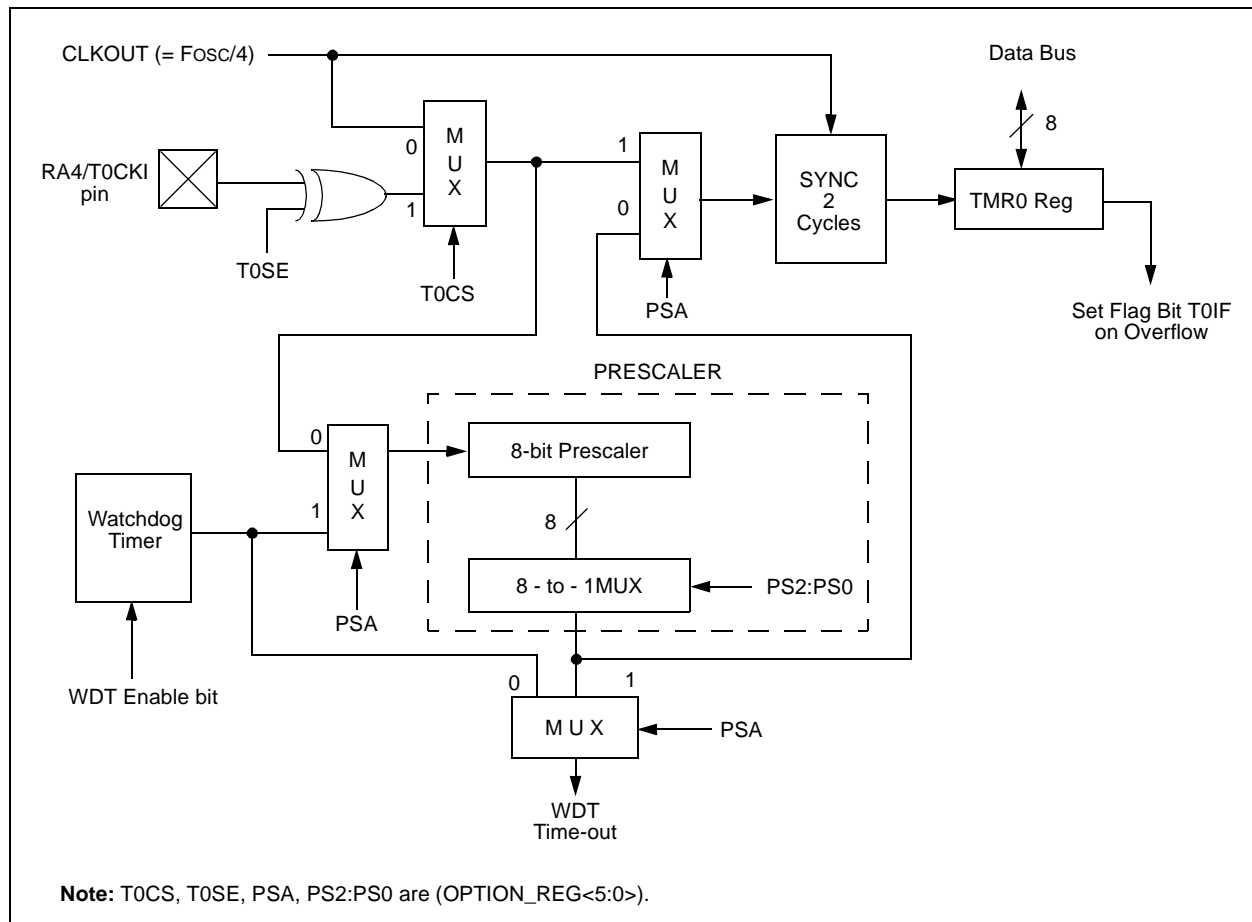 CLKOUT (= FOSC/4)
Data Bus
8
RA4/T0CKI
pin
T0SE
0
1
M
U
X
T0CS
1
0
M
U
X
PSA
SYNC
2
Cycles
TMR0 Reg
Set Flag Bit T0IF
on Overflow
PRESCALER
0
1
M
U
X
PSA
8-bit Prescaler
8
8 - to - 1MUX
PS2:PS0
Watchdog
Timer
WDT Enable bit
0
1
M U X
PSA
WDT
Time-out
Note: T0CS, T0SE, PSA, PS2:PS0 are (OPTION_REG<5:0>).